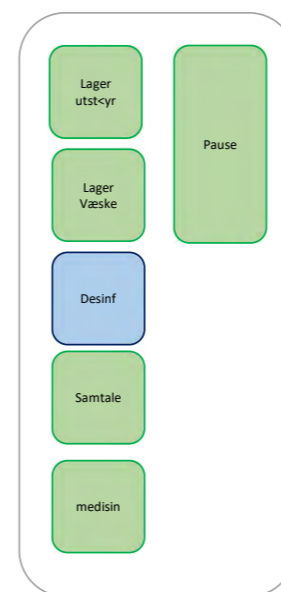 Lager
utst<yr
Pause
Lager
Væske
Desinf
Samtale
medisin